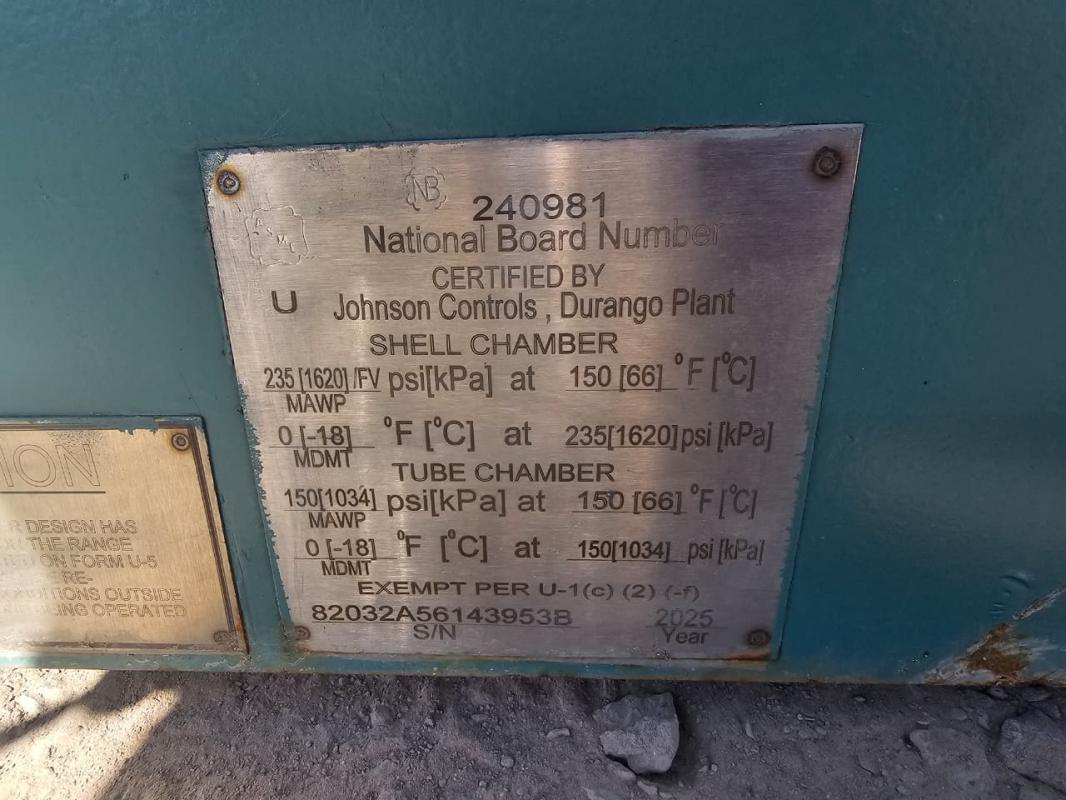 NB
240981
National Board Number
ASME
CERTIFIED BY
U Johnson Controls , Durango Plant
SHELL CHAMBER
235 [1620] /FV psi[kPa] at 150 [66] °F [°C]
MAWP
0 [-18] °F [°C] at 235[1620] psi [kPa]
MDMT
TUBE CHAMBER
150[1034] psi[kPa] at 150 [66] °F [°C]
MAWP
0 [-18] °F [°C] at 150[1034] psi [kPa]
MDMT
EXEMPT PER U-1(c) (2) (-f)
82032A56143953B 2025
S/N Year
ION
DESIGN HAS
THE RANGE
ON FORM U-5
RE-
OUTSIDE
OPERATED